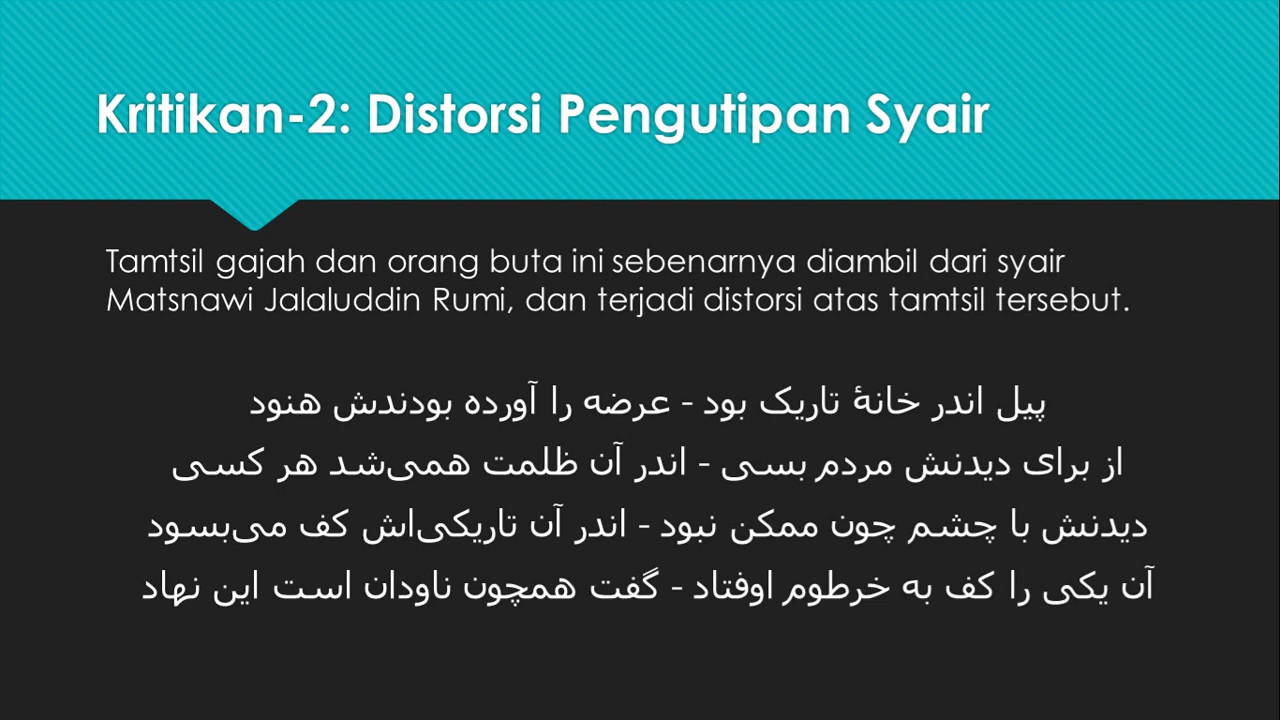 Kritikan-2: Distorsi Pengutipan Syair
Tamtsil gajah dan orang buta ini sebenarnya diambil dari syair
Matsnawi Jalaluddin Rumi, dan terjadi distorsi atas tamtsil tersebut.
پیل اندر خانهٔ تاریک بود - عرضه را آورده بودندش هنود
از برای دیدنش مردم بسی - اندر آن ظلمت همی‌شد هر کسی
دیدنش با چشم چون ممکن نبود - اندر آن تاریکی‌اش کف می‌بسود
آن یکی را کف به خرطوم اوفتاد - گفت همچون ناودان است این نهاد